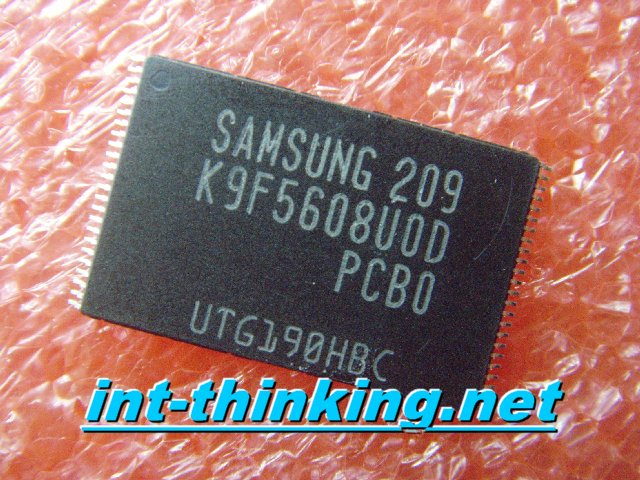 SAMSUNG 209
K9F5608U0D
PCB0
UTG190HBC
int-thinking.net